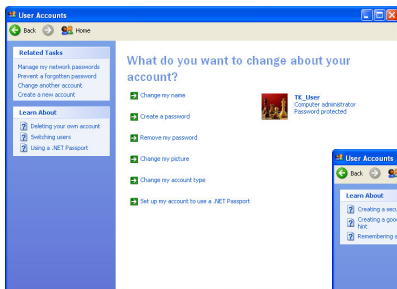 User Accounts
Back
Home
Related Tasks
Manage my network passwords
Prevent a forgotten password
Change another account
Create a new account
Learn About
Deleting your own account
Switching users
Using a .NET Passport
What do you want to change about your
account?
Change my name
Create a password
Remove my password
Change my picture
Change my account type
Set up my account to use a .NET Passport
TK_User
Computer administrator
Password protected
User Accounts
Back
Learn About
Creating a secu
Creating a good
hint
Remembering a